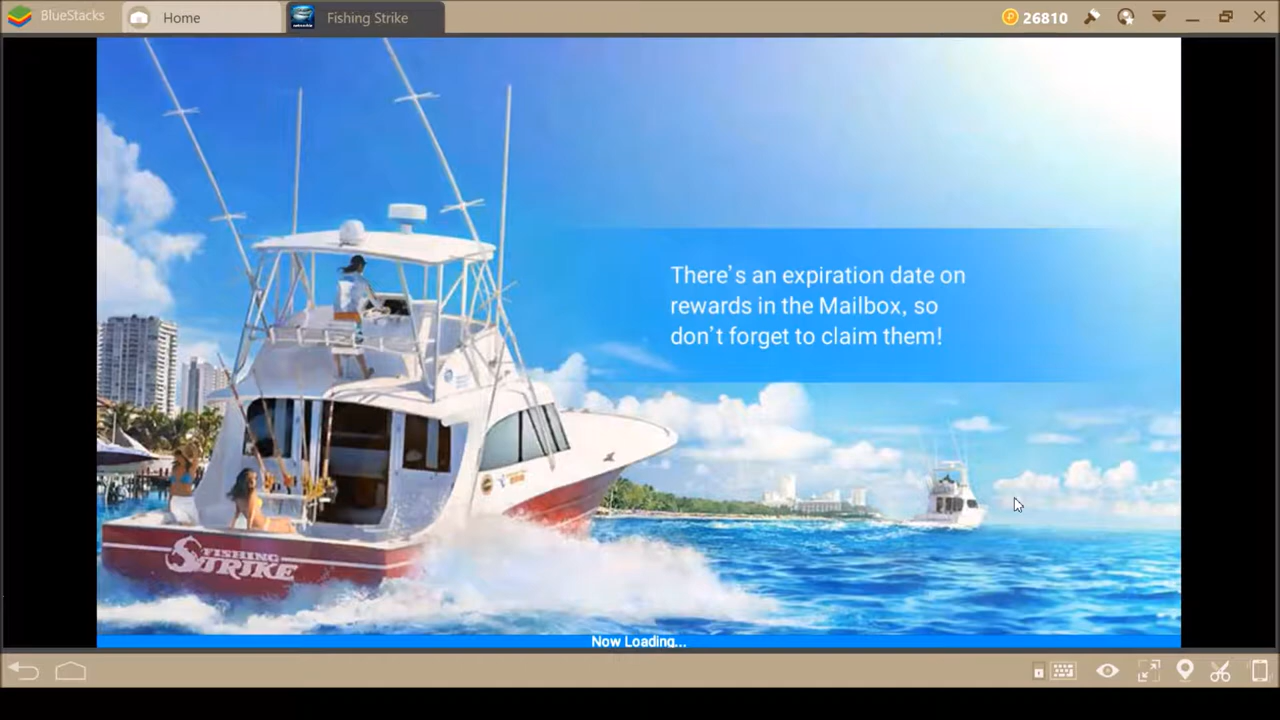 BlueStacks
Home
Fishing Strike
26810
There's an expiration date on
rewards in the Mailbox, so
don't forget to claim them!
FISHING
STRIKE
Now Loading...